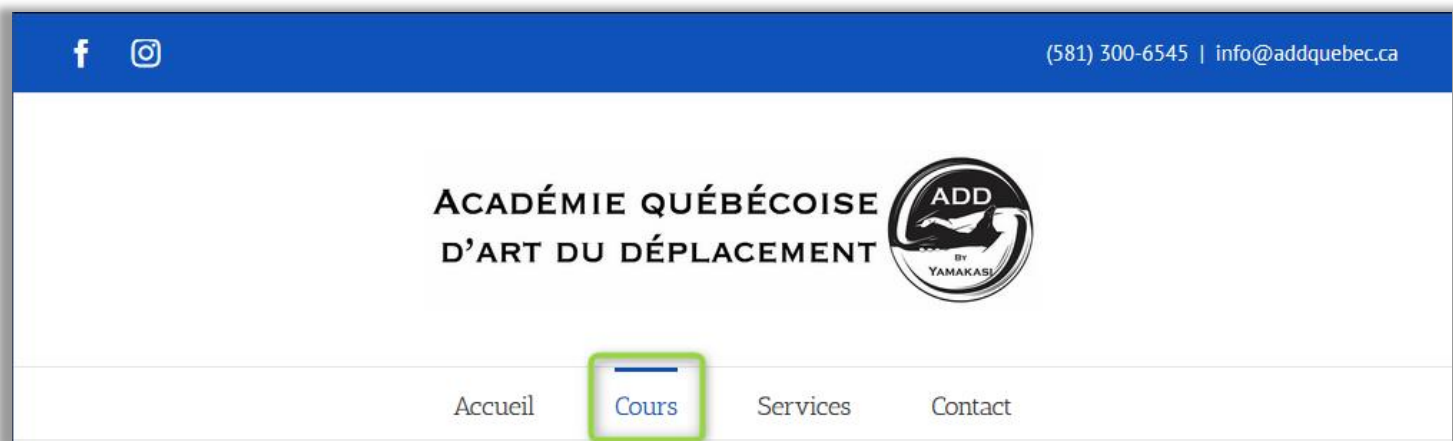 (581) 300-6545 | info@addquebec.ca
ACADÉMIE QUÉBÉCOISE
D'ART DU DÉPLACEMENT
ADD
BY
YAMAKASI
Accueil Cours Services Contact